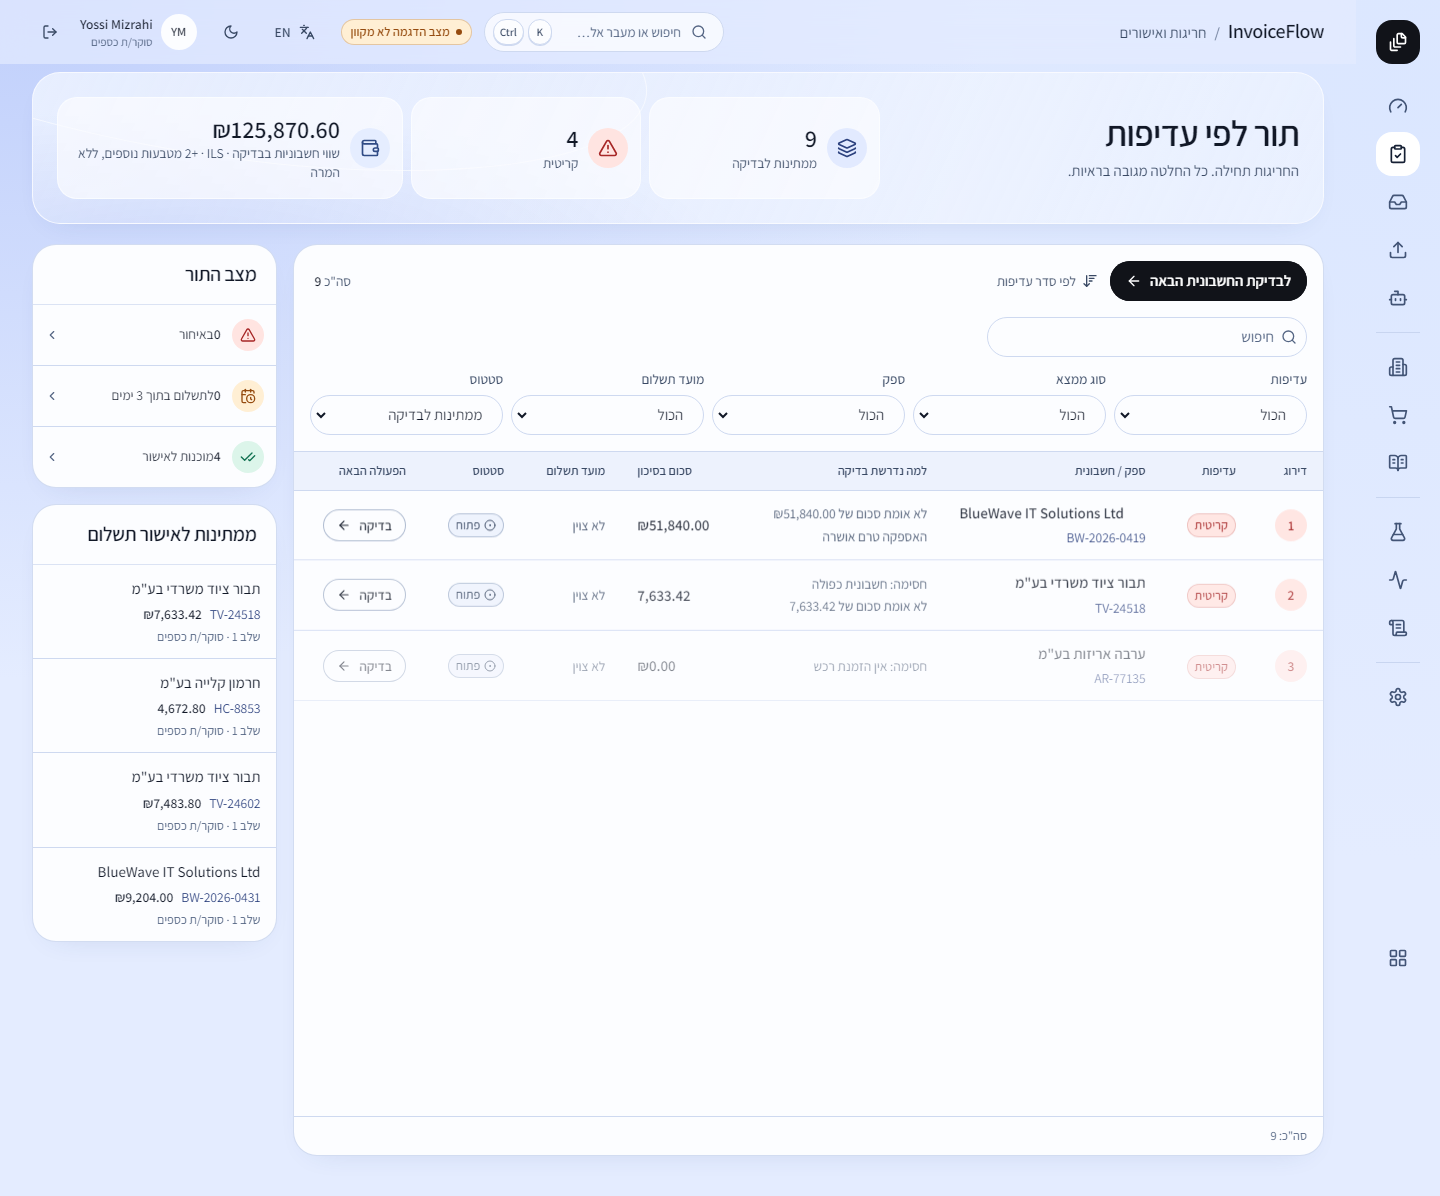 InvoiceFlow / חריגות ואישורים
חיפוש או מעבר אל…
Ctrl K
מצב הדגמה לא מקוון
EN
YM
Yossi Mizrahi
סוקר/ת כספים
תור לפי עדיפות
החריגות תחילה. כל החלטה מגובה בראיות.
9
ממתינות לבדיקה
4
קריטית
₪125,870.60
שווי חשבוניות בבדיקה · ILS · ‏+2 מטבעות נוספים, ללא
המרה
לבדיקת החשבונית הבאה
לפי סדר עדיפות
סה"כ 9
חיפוש
עדיפות
סוג ממצא
ספק
מועד תשלום
סטטוס
הכול
הכול
הכול
הכול
ממתינות לבדיקה
דירוג
עדיפות
ספק / חשבונית
למה נדרשת בדיקה
סכום בסיכון
מועד תשלום
סטטוס
הפעולה הבאה
1
קריטית
BlueWave IT Solutions Ltd
BW-2026-0419
לא אומת סכום של ₪51,840.00
האספקה טרם אושרה
₪51,840.00
לא צוין
פתוח
בדיקה
2
קריטית
תבור ציוד משרדי בע"מ
TV-24518
חסימה: חשבונית כפולה
לא אומת סכום של 7,633.42
7,633.42
לא צוין
פתוח
בדיקה
3
קריטית
ערבה אריזות בע"מ
AR-77135
חסימה: אין הזמנת רכש
₪0.00
לא צוין
פתוח
בדיקה
סה"כ: 9
מצב התור
0באיחור
0לתשלום בתוך 3 ימים
4מוכנות לאישור
ממתינות לאישור תשלום
תבור ציוד משרדי בע"מ
TV-24518 ₪7,633.42
שלב 1 · סוקר/ת כספים
חרמון קלייה בע"מ
HC-8853 4,672.80
שלב 1 · סוקר/ת כספים
תבור ציוד משרדי בע"מ
TV-24602 ₪7,483.80
שלב 1 · סוקר/ת כספים
BlueWave IT Solutions Ltd
BW-2026-0431 ₪9,204.00
שלב 1 · סוקר/ת כספים